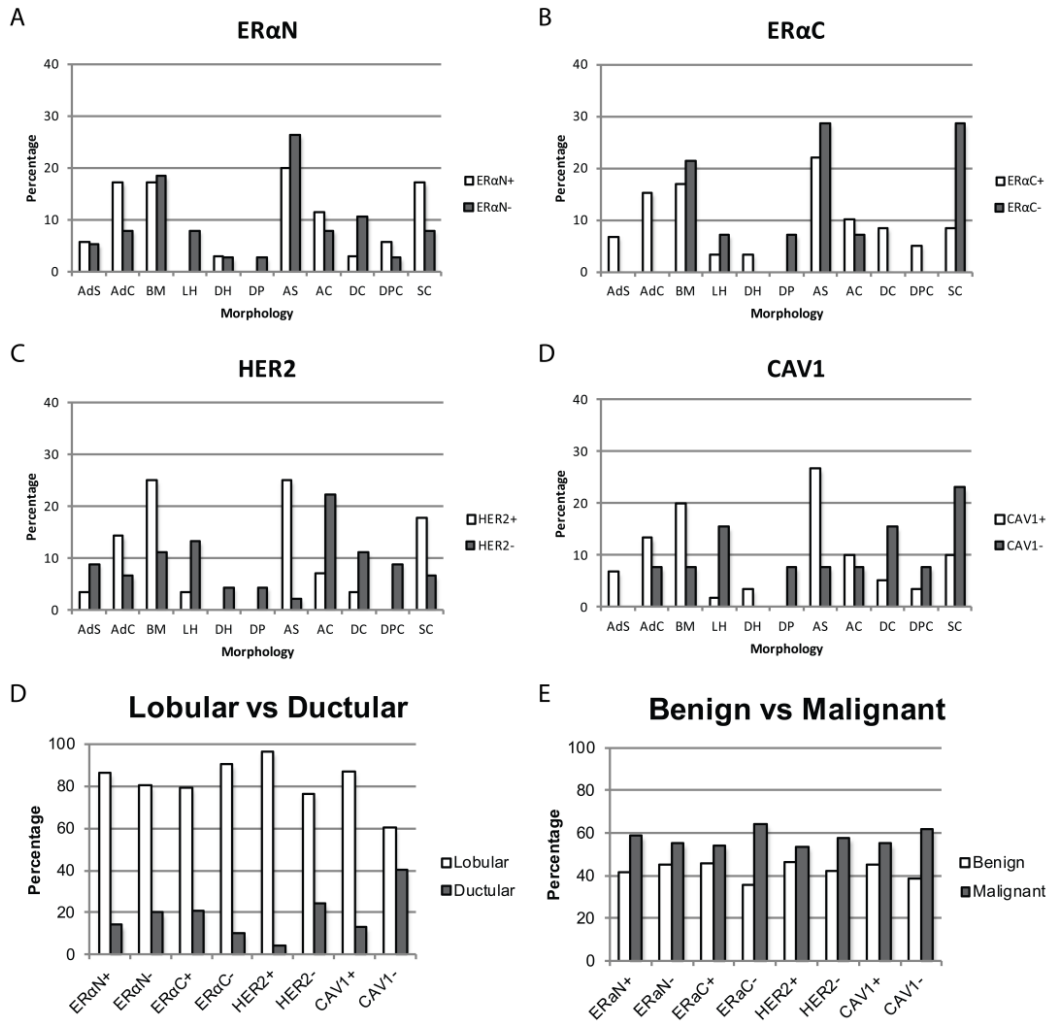 A
ERαN
40
30
20
10
0
Percentage
AdS AdC BM LH DH DP AS AC DC DPC SC
Morphology
ERαN+
ERαN-
B
ERαC
40
30
20
10
0
Percentage
AdS AdC BM LH DH DP AS AC DC DPC SC
Morphology
ERαC+
ERαC-
C
HER2
40
30
20
10
0
Percentage
AdS AdC BM LH DH DP AS AC DC DPC SC
Morphology
HER2+
HER2-
D
CAV1
40
30
20
10
0
Percentage
AdS AdC BM LH DH DP AS AC DC DPC SC
Morphology
CAV1+
CAV1-
D
Lobular vs Ductular
100
80
60
40
20
0
Percentage
ERαN+ ERαN- ERαC+ ERαC- HER2+ HER2- CAV1+ CAV1-
Lobular
Ductular
E
Benign vs Malignant
100
80
60
40
20
0
Percentage
ERaN+ ERaN- ERaC+ ERaC- HER2+ HER2- CAV1+ CAV1-
Benign
Malignant